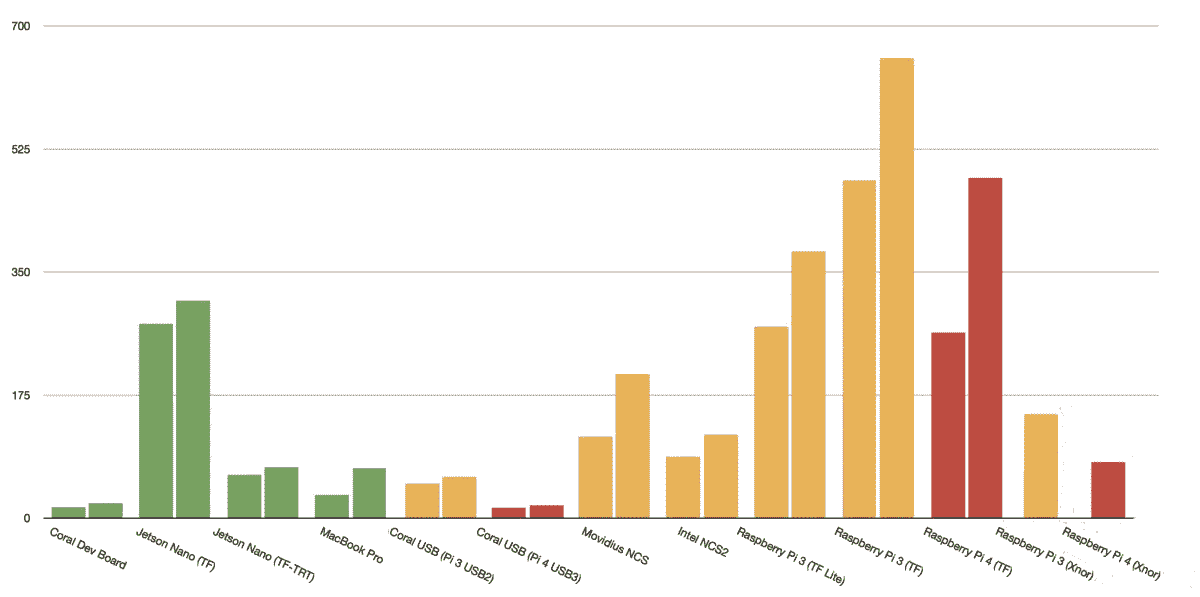 700
525
350
175
0
Coral Dev Board
Jetson Nano (TF)
Jetson Nano (TF-TRT)
MacBook Pro
Coral USB (Pi 3 USB2)
Coral USB (Pi 4 USB3)
Movidius NCS
Intel NCS2
Raspberry Pi 3 (TF Lite)
Raspberry Pi 3 (TF)
Raspberry Pi 4 (TF)
Raspberry Pi 3 (Xnor)
Raspberry Pi 4 (Xnor)